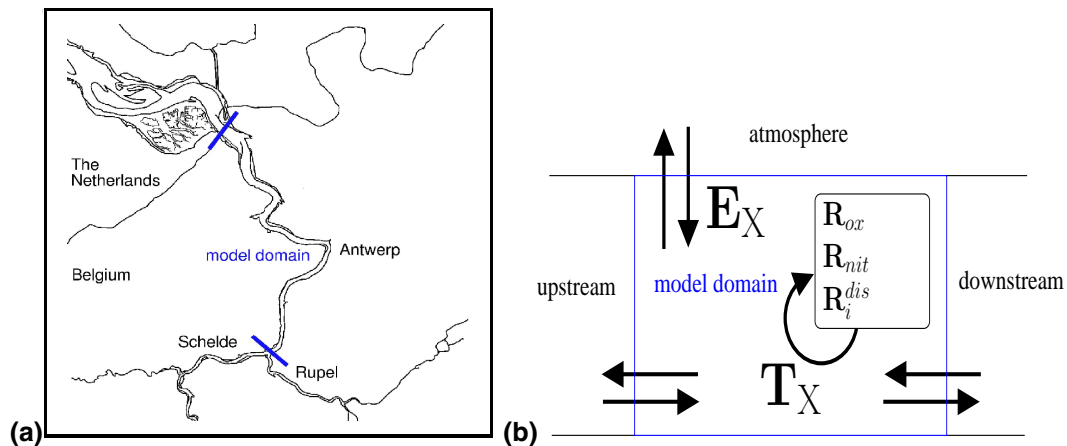 The
Netherlands
model domain
Antwerp
Belgium
Schelde
Rupel
(a)
atmosphere
E_X
R_ox
R_nit
R_i^dis
upstream
model domain
downstream
T_X
(b)